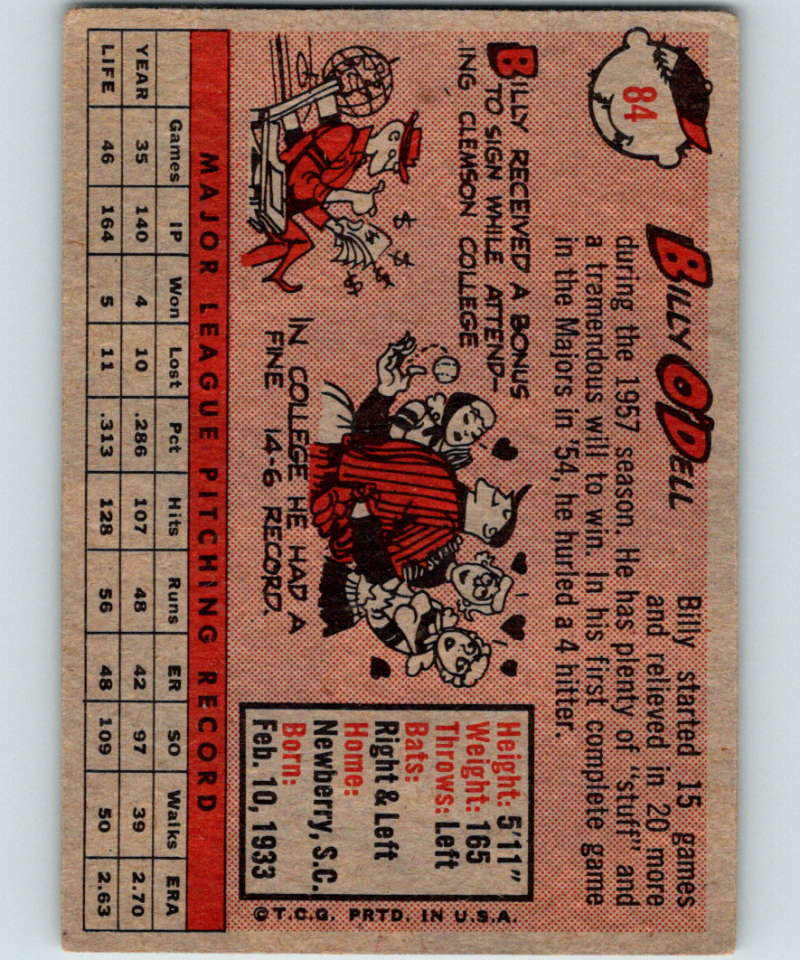 84
BILLY O'DELL
Billy started 15 games
and relieved in 20 more
during the 1957 season. He has plenty of "stuff" and
a tremendous will to win. In his first complete game
in the Majors in '54, he hurled a 4 hitter.
BILLY RECEIVED A BONUS
TO SIGN WHILE ATTEND-
ING CLEMSON COLLEGE
$ $ $ $ $ $
IN COLLEGE HE HAD A
FINE 14-6 RECORD.
Height: 5'11"
Weight: 165
Throws: Left
Bats:
Right & Left
Home:
Newberry, S.C.
Born:
Feb. 10, 1933
MAJOR LEAGUE PITCHING RECORD
Games IP Won Lost Pct Hits Runs ER SO Walks ERA
YEAR 35 140 4 10 .286 107 48 42 97 39 2.70
LIFE 46 164 5 11 .313 128 56 48 109 50 2.63
©T.C.G. PRTD. IN U.S.A.